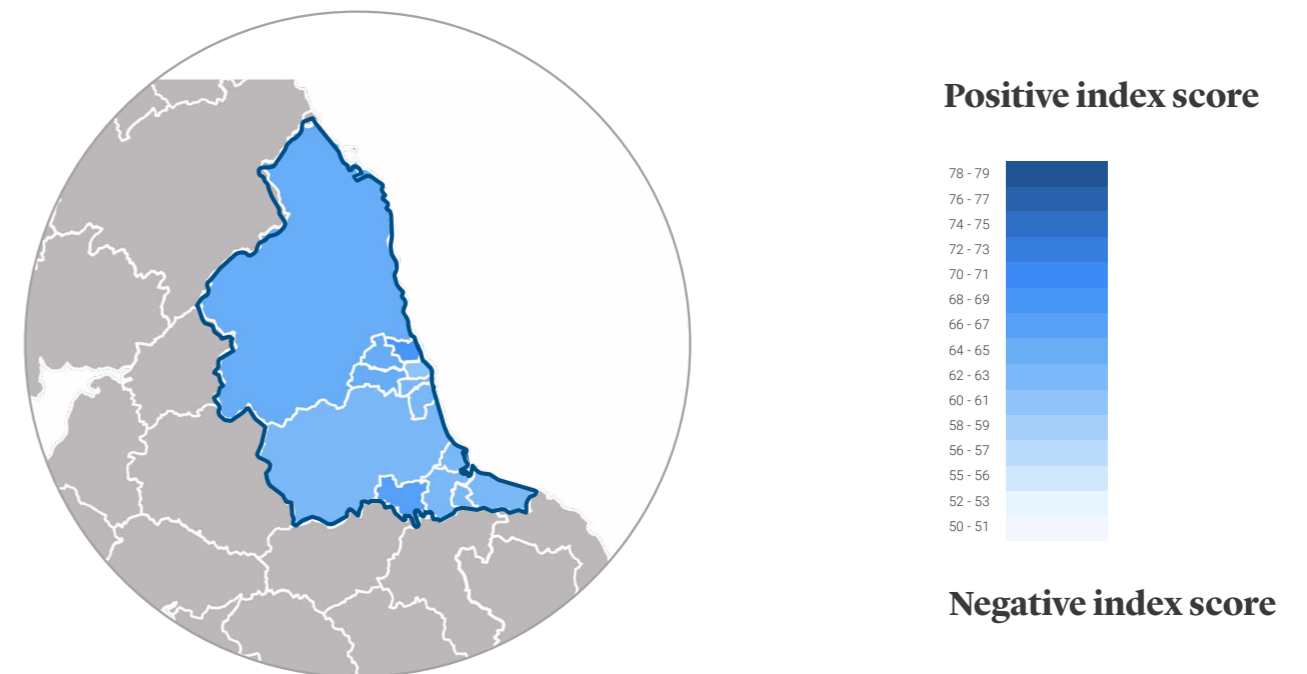 Positive index score
78 - 79
76 - 77
74 - 75
72 - 73
70 - 71
68 - 69
66 - 67
64 - 65
62 - 63
60 - 61
58 - 59
56 - 57
55 - 56
52 - 53
50 - 51
Negative index score